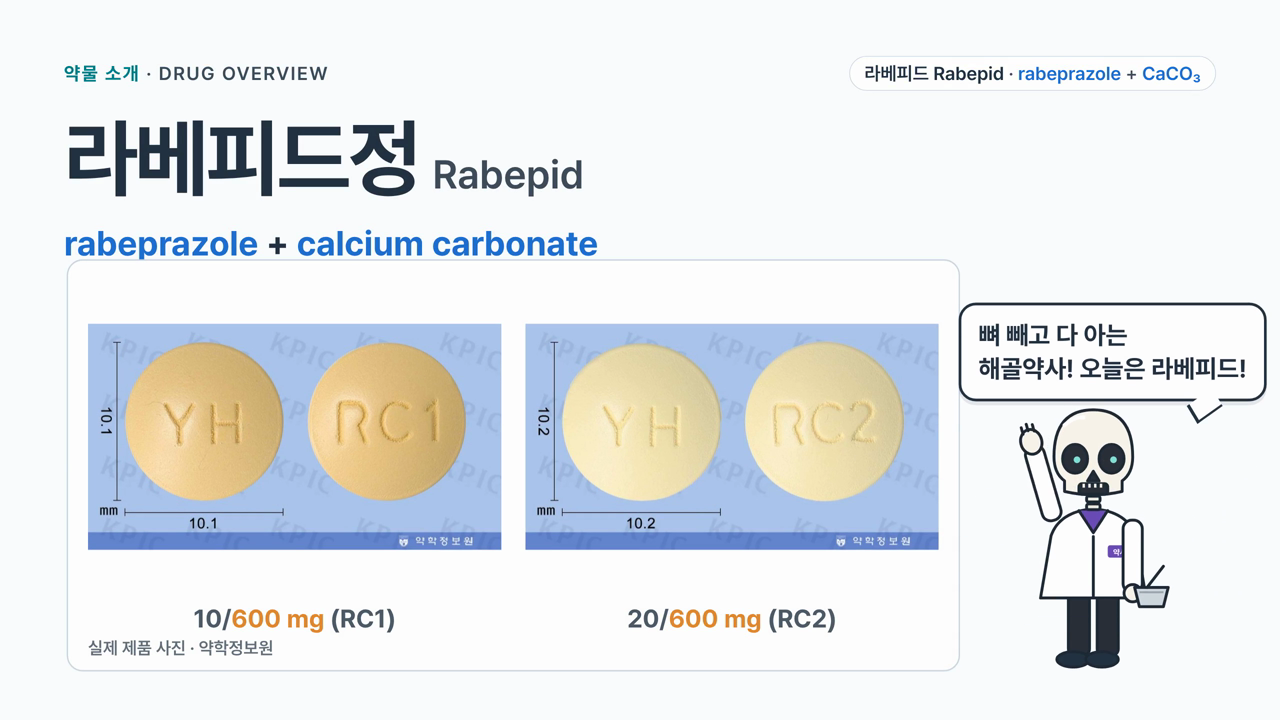 약물 소개 · DRUG OVERVIEW
라베피드 Rabepid · rabeprazole + CaCO₃
라베피드정 Rabepid
rabeprazole + calcium carbonate
뼈 빼고 다 아는
해골약사! 오늘은 라베피드!
KPIC
YH
RC1
10.1
mm
10.1
약학정보원
KPIC
YH
RC2
10.2
mm
10.2
약학정보원
10/600 mg (RC1)
20/600 mg (RC2)
실제 제품 사진 · 약학정보원